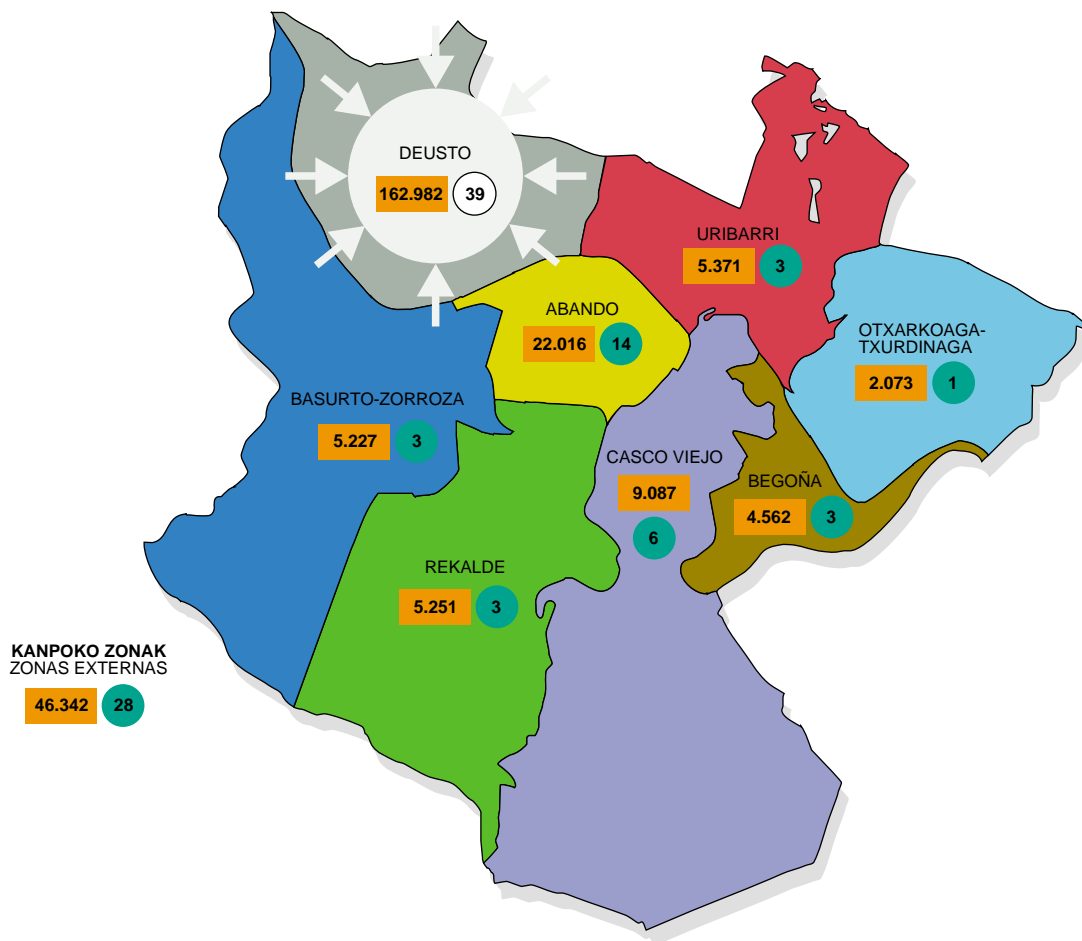 DEUSTO
162.982 39
URIBARRI
5.371 3
ABANDO
22.016 14
OTXARKOAGA-
TXURDINAGA
2.073 1
BASURTO-ZORROZA
5.227 3
CASCO VIEJO
9.087
6
BEGOÑA
4.562 3
REKALDE
5.251 3
KANPOKO ZONAK
ZONAS EXTERNAS
46.342 28